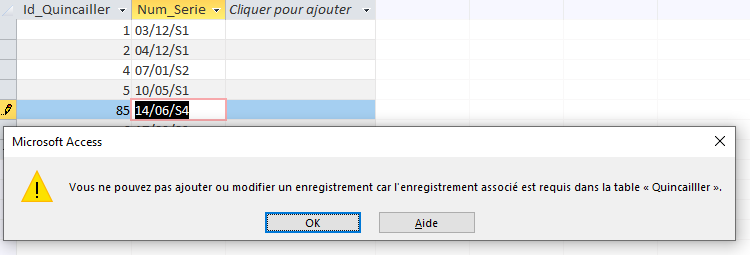 Id_Quincailler Num_Serie Cliquer pour ajouter
1 03/12/S1
2 04/12/S1
4 07/01/S2
5 10/05/S1
85 14/06/S4
Microsoft Access
Vous ne pouvez pas ajouter ou modifier un enregistrement car l'enregistrement associé est requis dans la table « Quincailller ».
OK Aide